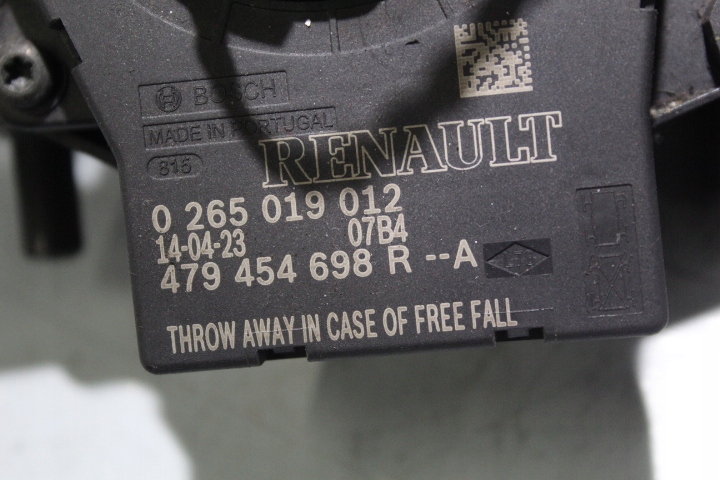 BOSCH
MADE IN PORTUGAL
815
RENAULT
0 265 019 012
14-04-23 07B4
479 454 698 R --A
THROW AWAY IN CASE OF FREE FALL